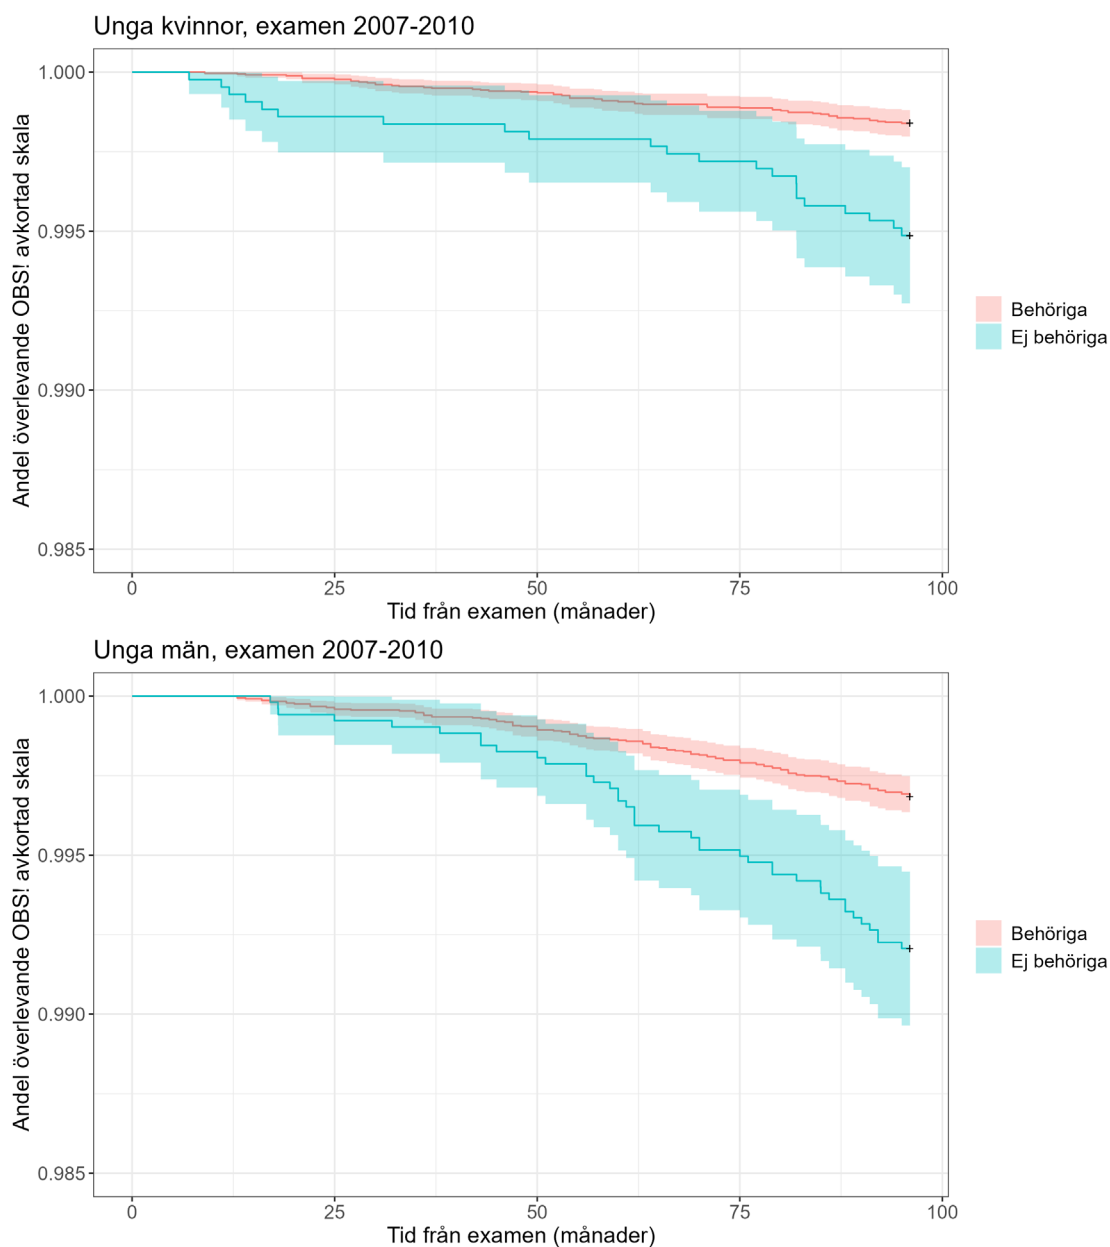 Unga kvinnor, examen 2007-2010
Andel överlevande OBS! avkortad skala
1.000
0.995
0.990
0.985
0
25
50
75
100
Tid från examen (månader)
Behöriga
Ej behöriga
Unga män, examen 2007-2010
Andel överlevande OBS! avkortad skala
1.000
0.995
0.990
0.985
0
25
50
75
100
Tid från examen (månader)
Behöriga
Ej behöriga